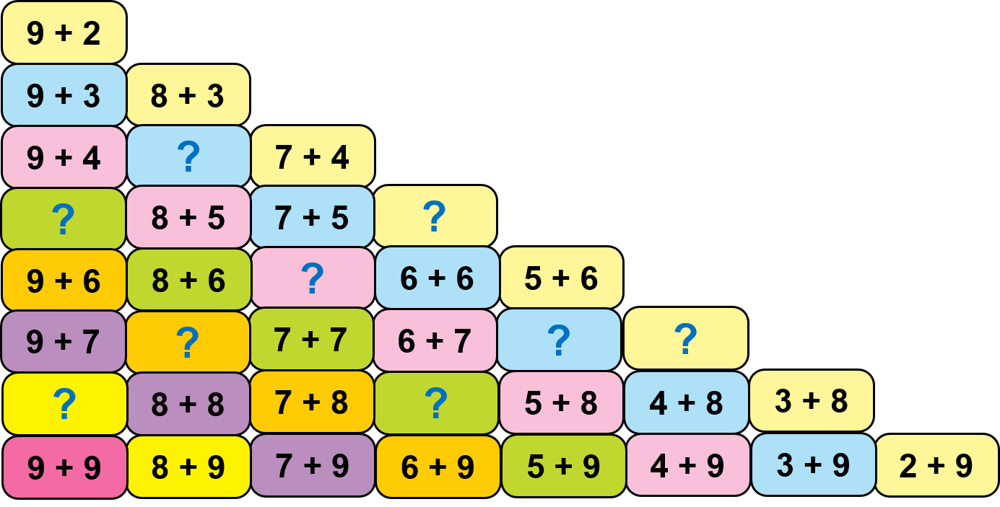 9 + 2
9 + 3 8 + 3
9 + 4 ? 7 + 4
? 8 + 5 7 + 5 ?
9 + 6 8 + 6 ? 6 + 6 5 + 6
9 + 7 ? 7 + 7 6 + 7 ? ?
? 8 + 8 7 + 8 ? 5 + 8 4 + 8 3 + 8
9 + 9 8 + 9 7 + 9 6 + 9 5 + 9 4 + 9 3 + 9 2 + 9